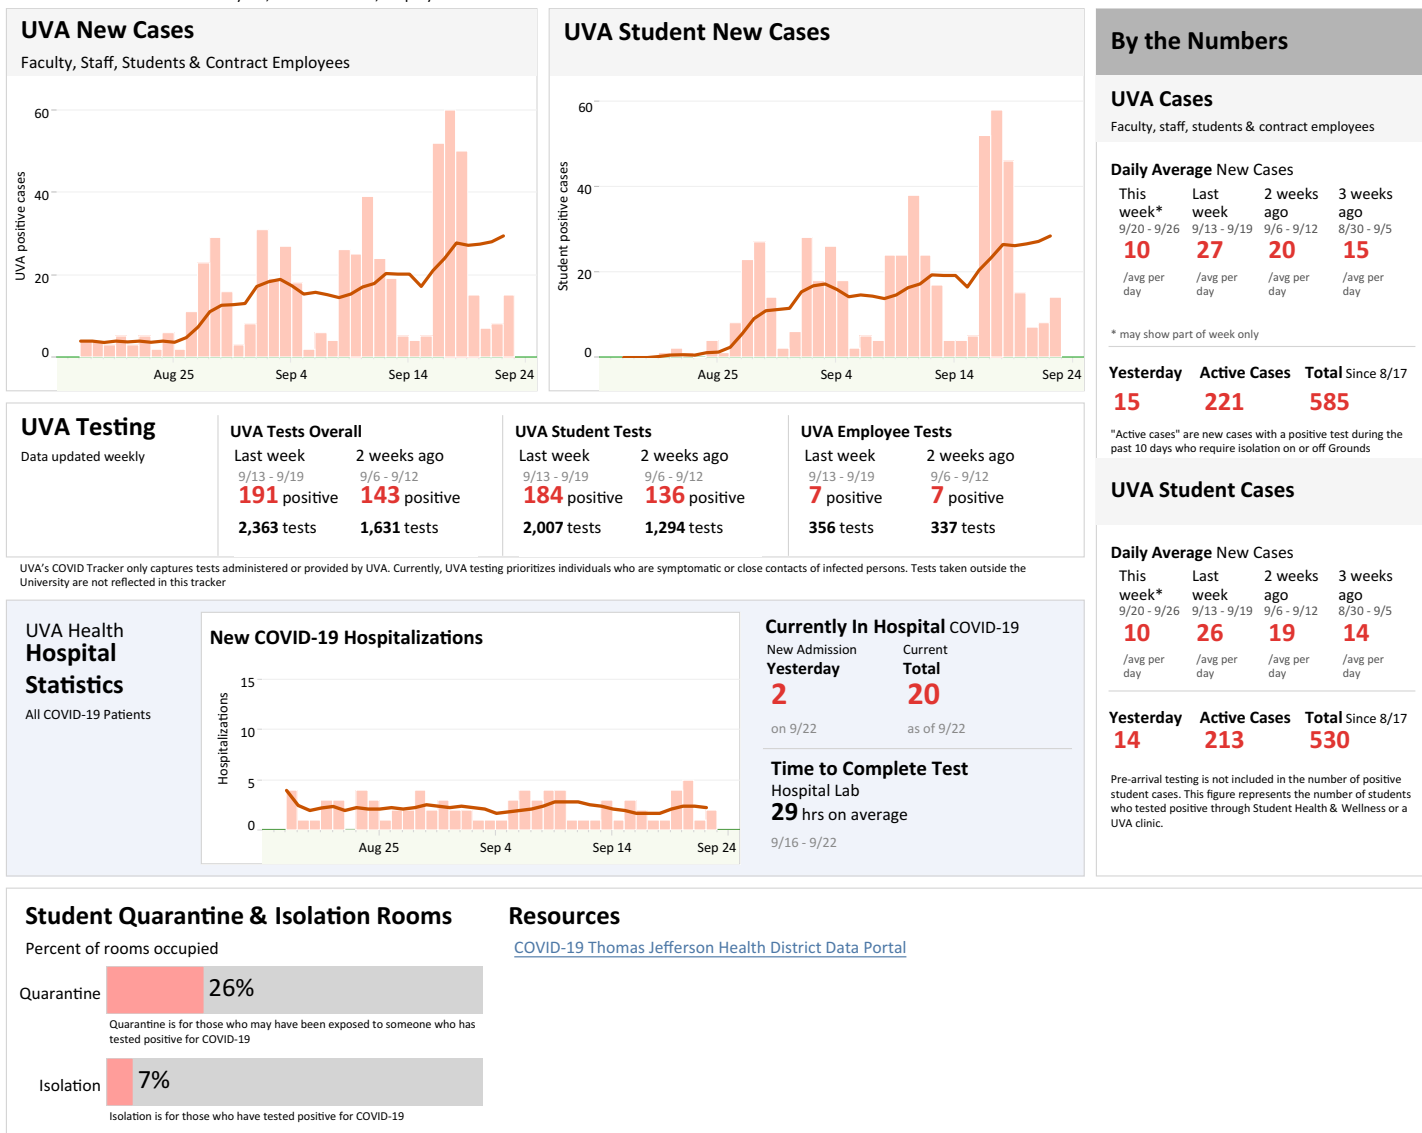 UVA New Cases
Faculty, Staff, Students & Contract Employees
UVA positive cases
60
40
20
0
Aug 25
Sep 4
Sep 14
Sep 24
UVA Student New Cases
Student positive cases
60
40
20
0
Aug 25
Sep 4
Sep 14
Sep 24
By the Numbers
UVA Cases
Faculty, staff, students & contract employees
Daily Average New Cases
This Last 2 weeks 3 weeks
week* week ago ago
9/20 - 9/26 9/13 - 9/19 9/6 - 9/12 8/30 - 9/5
10 27 20 15
/avg per /avg per /avg per /avg per
day day day day
* may show part of week only
Yesterday Active Cases Total Since 8/17
15 221 585
"Active cases" are new cases with a positive test during the
past 10 days who require isolation on or off Grounds
UVA Student Cases
Daily Average New Cases
This Last 2 weeks 3 weeks
week* week ago ago
9/20 - 9/26 9/13 - 9/19 9/6 - 9/12 8/30 - 9/5
10 26 19 14
/avg per /avg per /avg per /avg per
day day day day
Yesterday Active Cases Total Since 8/17
14 213 530
Pre-arrival testing is not included in the number of positive
student cases. This figure represents the number of students
who tested positive through Student Health & Wellness or a
UVA clinic.
UVA Testing
Data updated weekly
UVA Tests Overall
Last week 2 weeks ago
9/13 - 9/19 9/6 - 9/12
191 positive 143 positive
2,363 tests 1,631 tests
UVA Student Tests
Last week 2 weeks ago
9/13 - 9/19 9/6 - 9/12
184 positive 136 positive
2,007 tests 1,294 tests
UVA Employee Tests
Last week 2 weeks ago
9/13 - 9/19 9/6 - 9/12
7 positive 7 positive
356 tests 337 tests
UVA's COVID Tracker only captures tests administered or provided by UVA. Currently, UVA testing prioritizes individuals who are symptomatic or close contacts of infected persons. Tests taken outside the
University are not reflected in this tracker
UVA Health
Hospital
Statistics
All COVID-19 Patients
New COVID-19 Hospitalizations
Hospitalizations
15
10
5
0
Aug 25
Sep 4
Sep 14
Sep 24
Currently In Hospital COVID-19
New Admission Current
Yesterday Total
2 20
on 9/22 as of 9/22
Time to Complete Test
Hospital Lab
29 hrs on average
9/16 - 9/22
Student Quarantine & Isolation Rooms
Percent of rooms occupied
Quarantine 26%
Quarantine is for those who may have been exposed to someone who has
tested positive for COVID-19
Isolation 7%
Isolation is for those who have tested positive for COVID-19
Resources
COVID-19 Thomas Jefferson Health District Data Portal